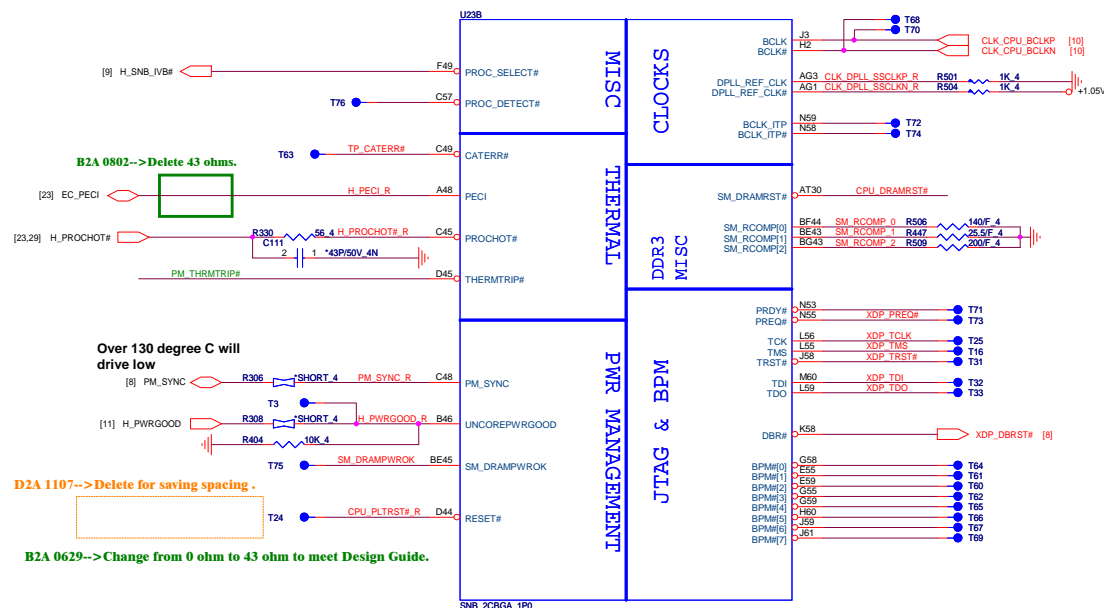 U23B
[9] H_SNB_IVB# F49 PROC_SELECT#
T76 C57 PROC_DETECT#
MISC
B2A 0802-->Delete 43 ohms.
T63 TP_CATERR# C49 CATERR#
[23] EC_PECI H_PECI_R A48 PECI
[23,29] H_PROCHOT# R330 56_4 H_PROCHOT#_R C45 PROCHOT#
C111
2 1 *43P/50V_4N
PM_THRMTRIP# D45 THERMTRIP#
THERMAL
Over 130 degree C will
drive low
[8] PM_SYNC R306 *SHORT_4 PM_SYNC_R C48 PM_SYNC
T3
[11] H_PWRGOOD R308 *SHORT_4 H_PWRGOOD_R B46 UNCOREPWRGOOD
R404 10K_4
T75 SM_DRAMPWROK BE45 SM_DRAMPWROK
D2A 1107-->Delete for saving spacing .
T24 CPU_PLTRST#_R D44 RESET#
PWR MANAGEMENT
B2A 0629-->Change from 0 ohm to 43 ohm to meet Design Guide.
SNB_2CBGA_1P0
CLOCKS
T68
T70
BCLK J3 CLK_CPU_BCLKP [10]
BCLK# H2 CLK_CPU_BCLKN [10]
DPLL_REF_CLK AG3 CLK_DPLL_SSCLKP_R R501 1K_4
DPLL_REF_CLK# AG1 CLK_DPLL_SSCLKN_R R504 1K_4 +1.05V
BCLK_ITP N59 T72
BCLK_ITP# N58 T74
DDR3
MISC
SM_DRAMRST# AT30 CPU_DRAMRST#
SM_RCOMP[0] BF44 SM_RCOMP_0 R506 140/F_4
SM_RCOMP[1] BE43 SM_RCOMP_1 R447 25.5/F_4
SM_RCOMP[2] BG43 SM_RCOMP_2 R509 200/F_4
JTAG & BPM
PRDY# N53 T71
PREQ# N55 XDP_PREQ# T73
TCK L56 XDP_TCLK T25
TMS L55 XDP_TMS T16
TRST# J58 XDP_TRST# T31
TDI M60 XDP_TDI T32
TDO L59 XDP_TDO T33
DBR# K58 XDP_DBRST# [8]
BPM#[0] G58 T64
BPM#[1] E55 T61
BPM#[2] E59 T60
BPM#[3] G55 T62
BPM#[4] G59 T65
BPM#[5] H60 T66
BPM#[6] J59 T67
BPM#[7] J61 T69